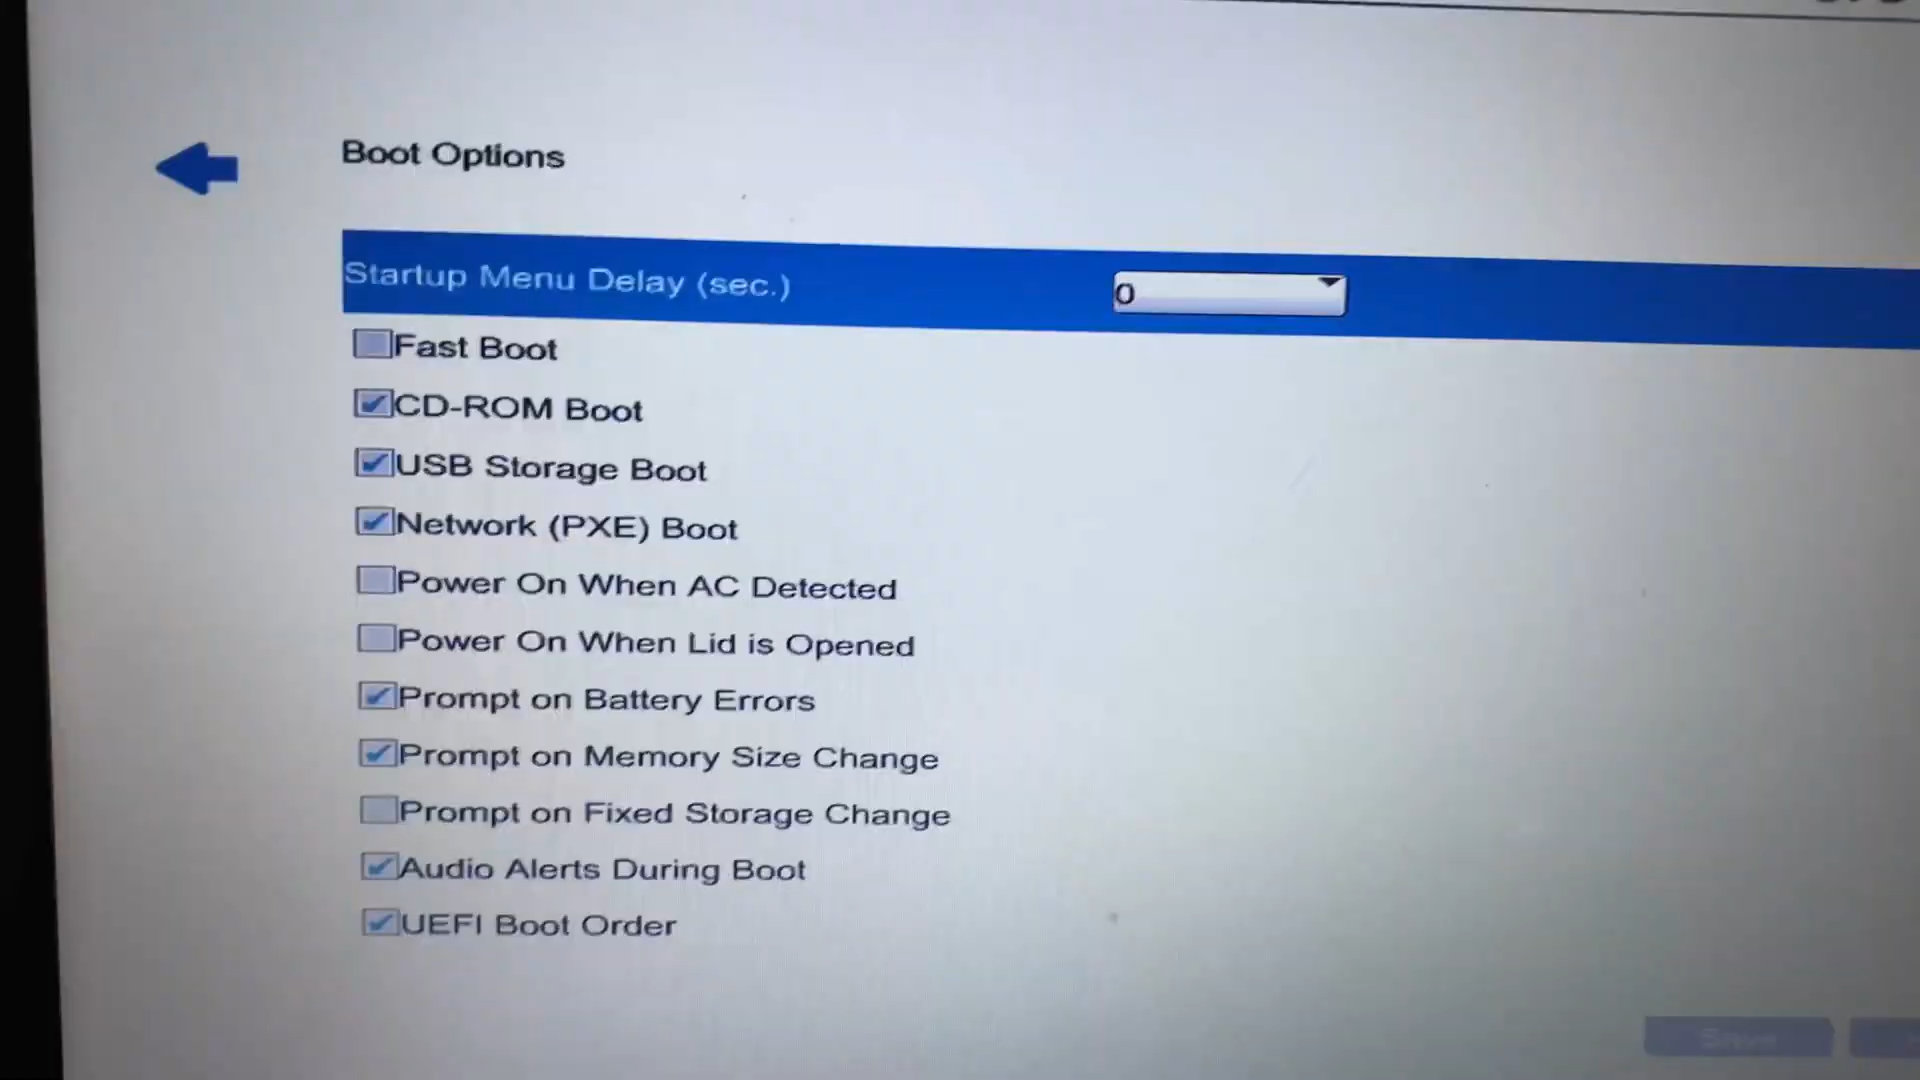 Boot Options
Startup Menu Delay (sec.) 0
Fast Boot
CD-ROM Boot
USB Storage Boot
Network (PXE) Boot
Power On When AC Detected
Power On When Lid is Opened
Prompt on Battery Errors
Prompt on Memory Size Change
Prompt on Fixed Storage Change
Audio Alerts During Boot
UEFI Boot Order
Save